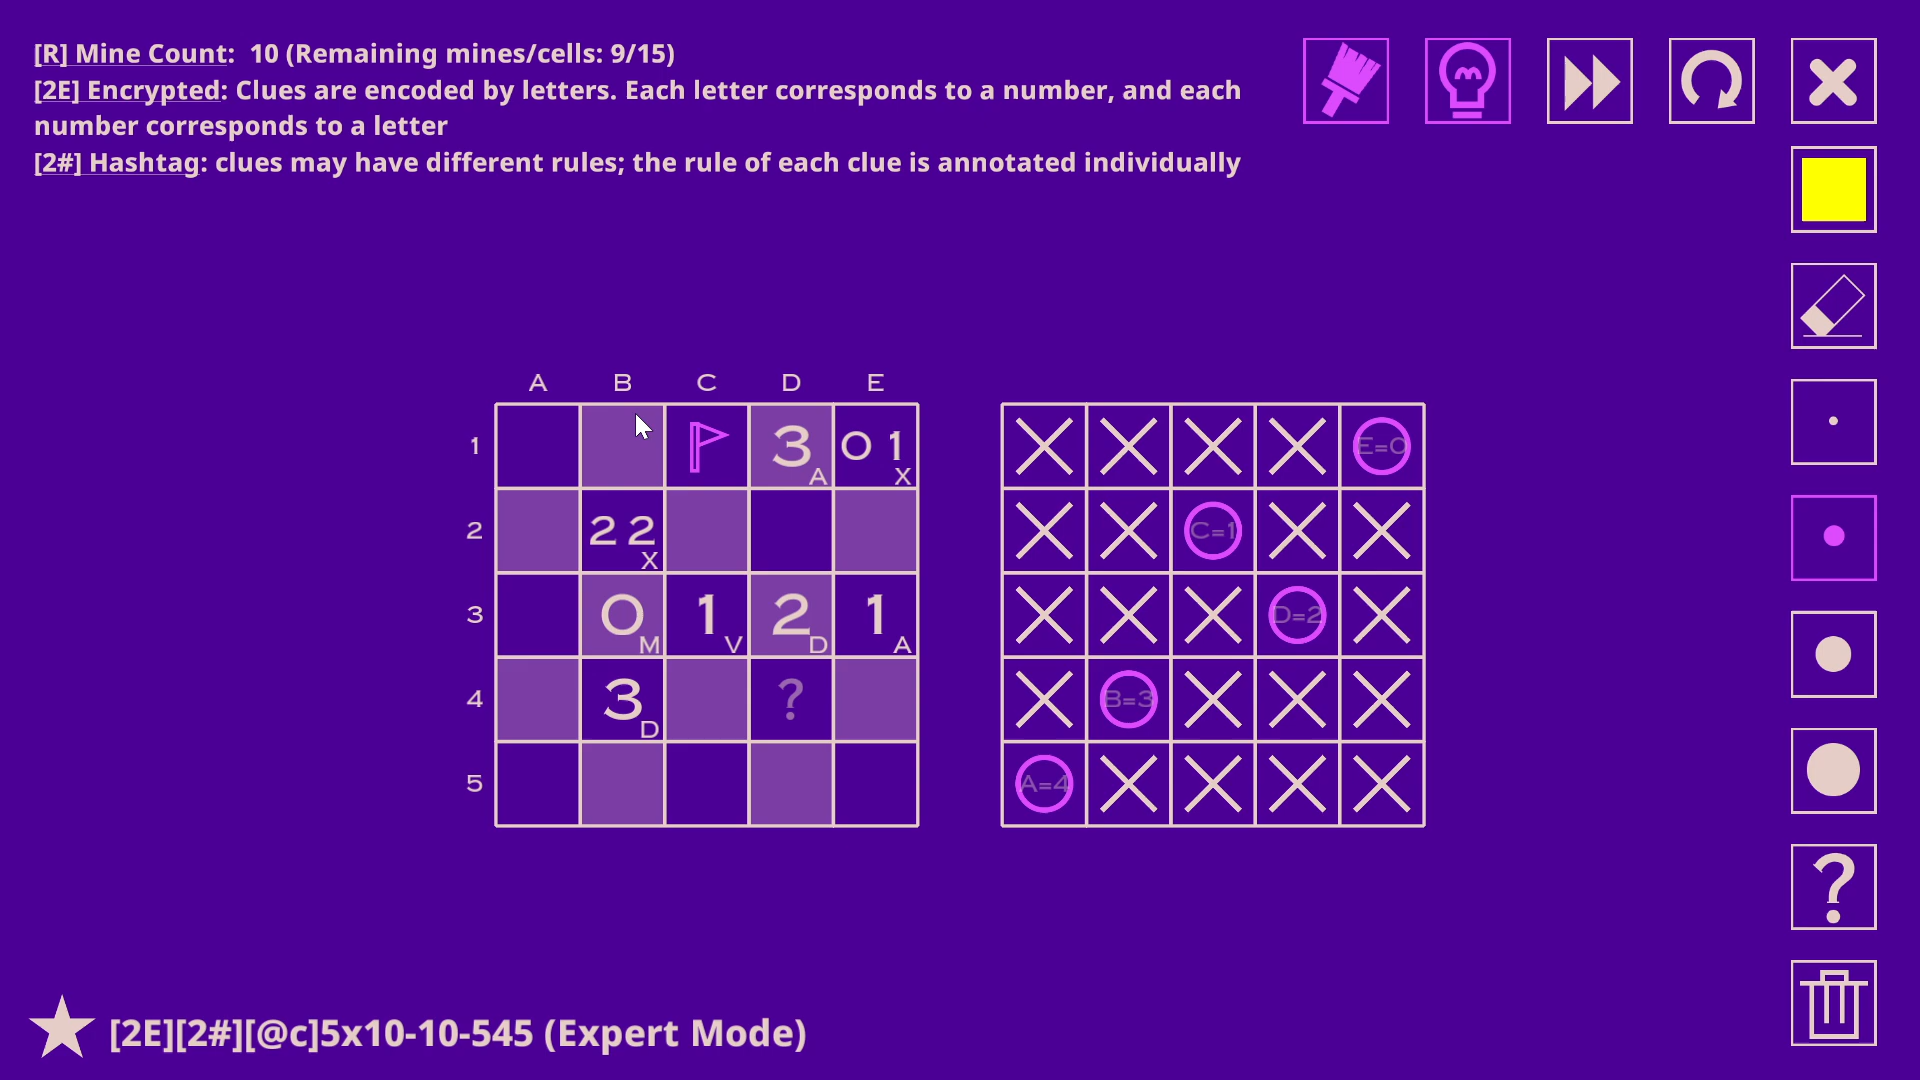 [R] Mine Count: 10 (Remaining mines/cells: 9/15)
[2E] Encrypted: Clues are encoded by letters. Each letter corresponds to a number, and each
number corresponds to a letter
[2#] Hashtag: clues may have different rules; the rule of each clue is annotated individually
A B C D E
1 3 A 0 1 X E=0
2 2 2 X C=1
3 0 M 1 V 2 D 1 A D=2
4 3 D ? B=3
5 A=4
?
[2E][2#][@c]5x10-10-545 (Expert Mode)